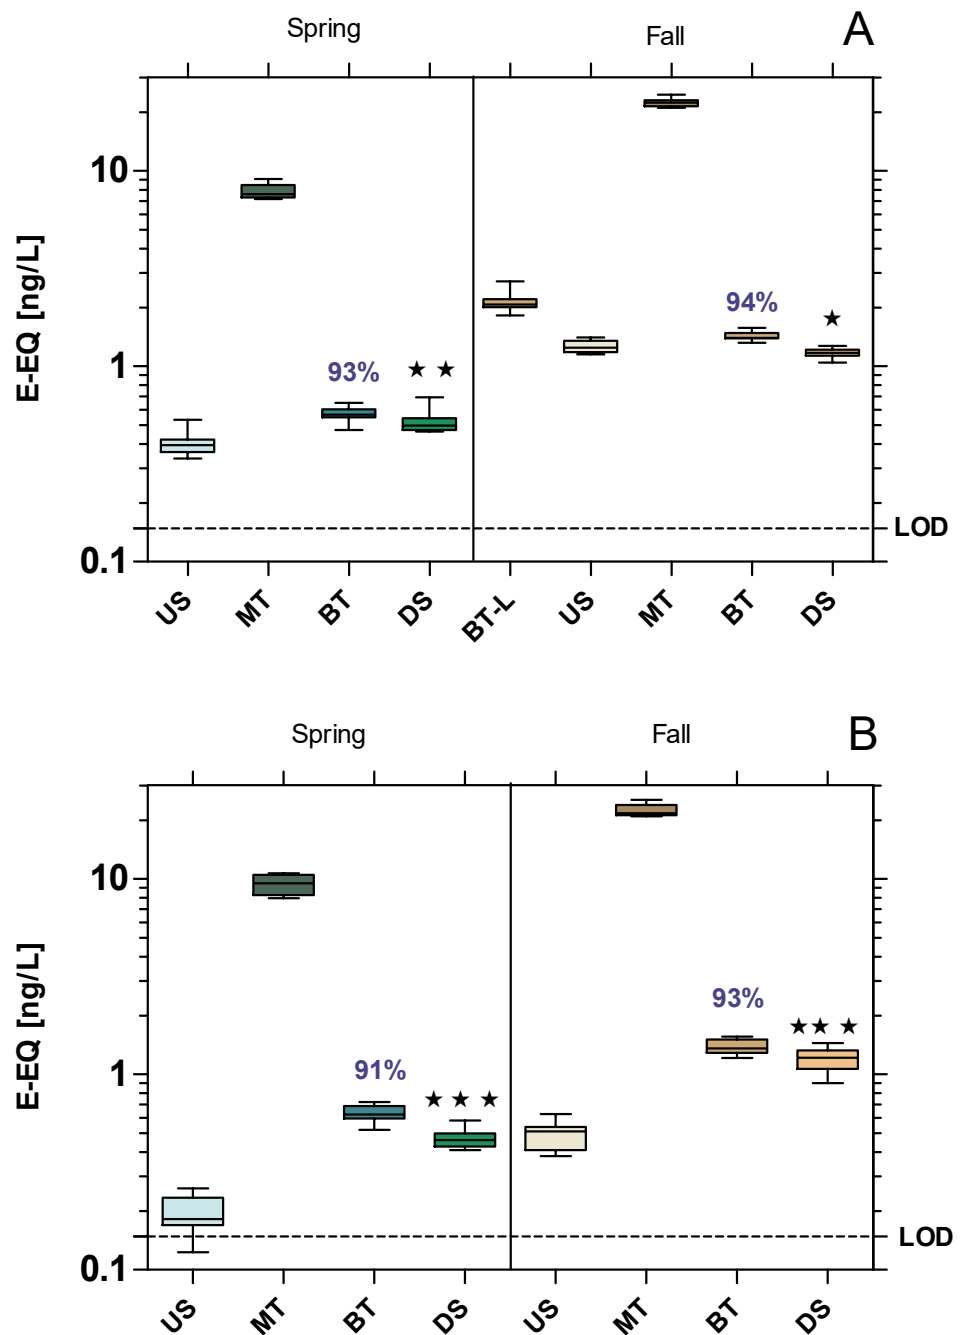 A
Spring Fall
10
1
0.1
E-EQ [ng/L]
93%
★ ★
94%
★
LOD
US MT BT DS BT-L US MT BT DS
B
Spring Fall
10
1
0.1
E-EQ [ng/L]
91%
★ ★ ★
93%
★★ ★
LOD
US MT BT DS US MT BT DS